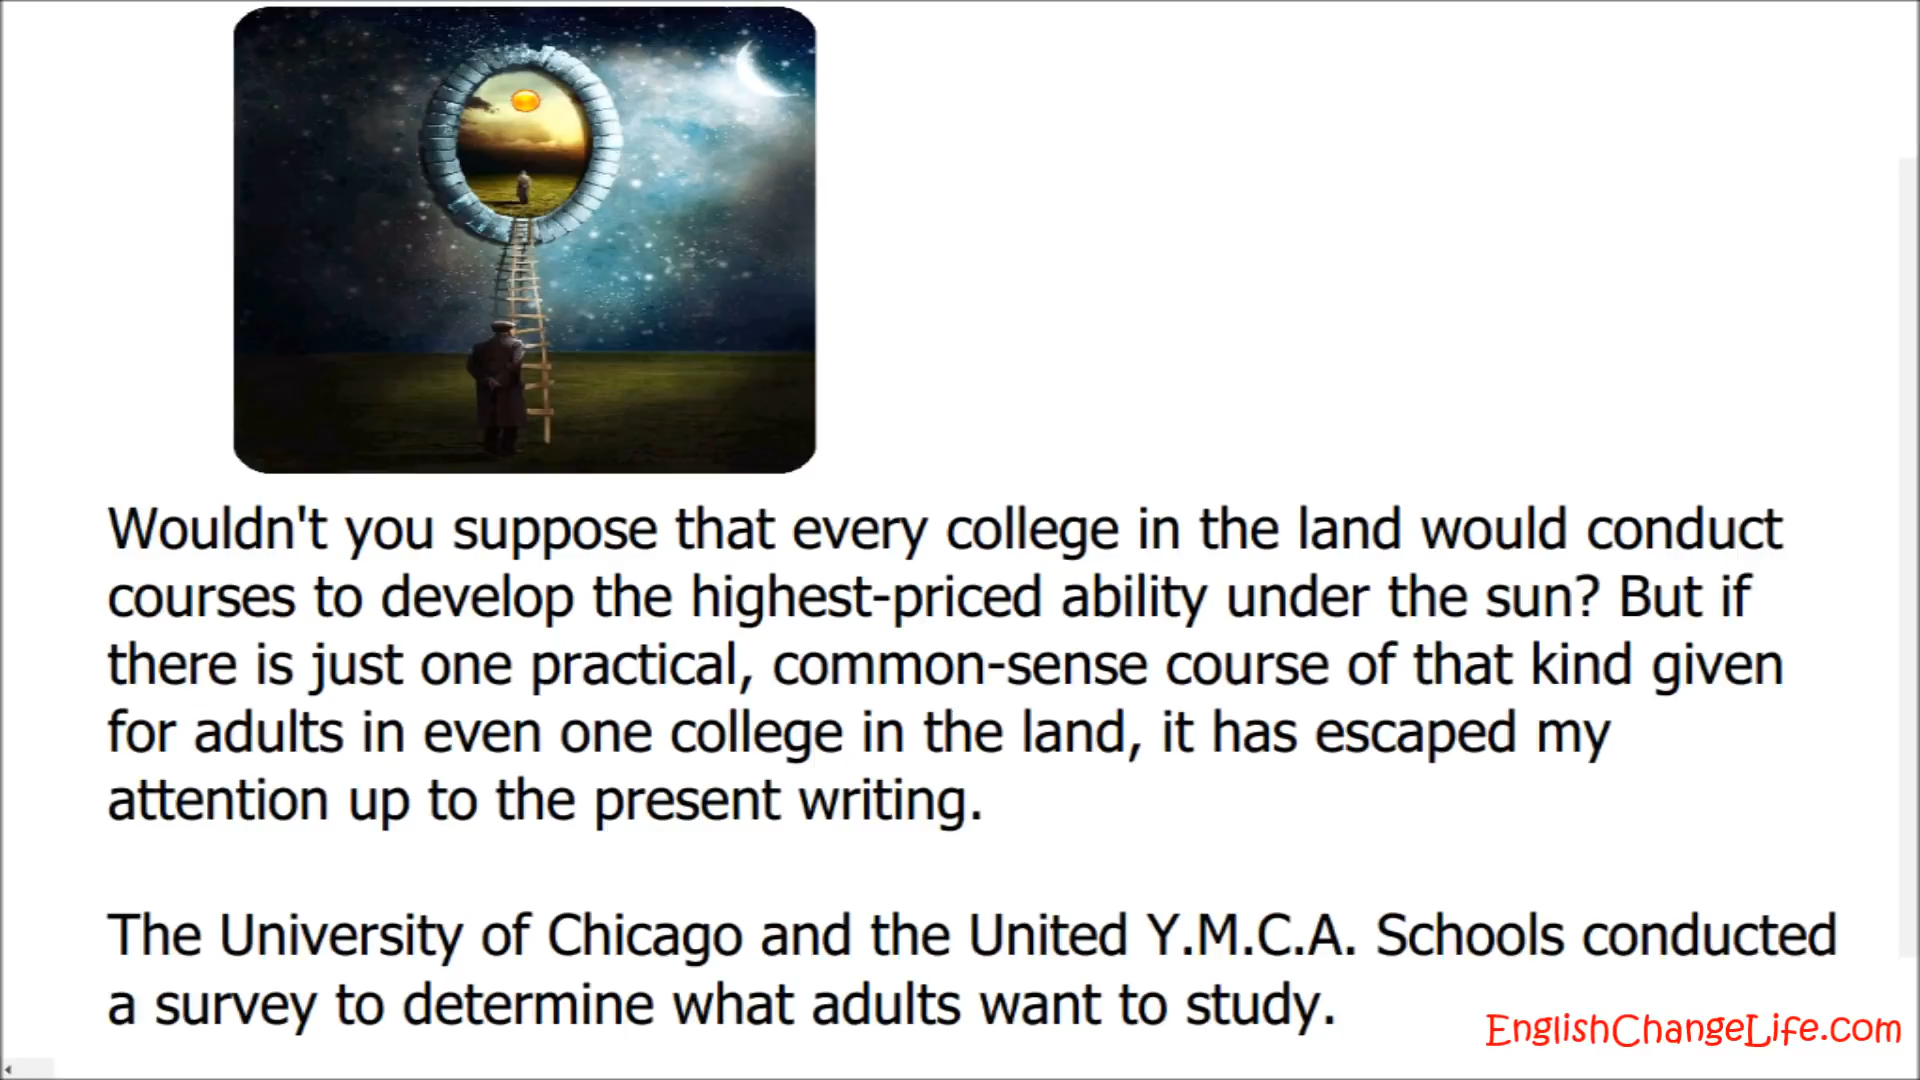 Wouldn't you suppose that every college in the land would conduct
courses to develop the highest-priced ability under the sun? But if
there is just one practical, common-sense course of that kind given
for adults in even one college in the land, it has escaped my
attention up to the present writing.
The University of Chicago and the United Y.M.C.A. Schools conducted
a survey to determine what adults want to study.
EnglishChangeLife.com